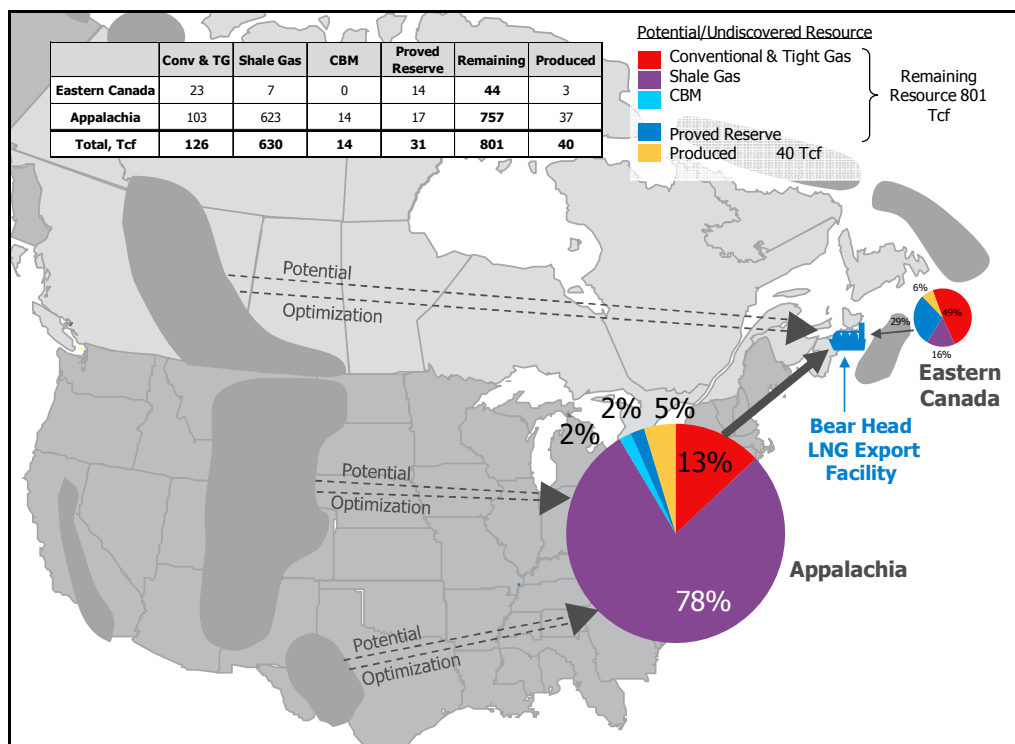 Conv & TG Shale Gas CBM Proved Reserve Remaining Produced
Eastern Canada 23 7 0 14 44 3
Appalachia 103 623 14 17 757 37
Total, Tcf 126 630 14 31 801 40
Potential/Undiscovered Resource
Conventional & Tight Gas
Shale Gas
CBM
Proved Reserve
Produced 40 Tcf
Remaining
Resource 801
Tcf
Potential
Optimization
6%
49%
29%
16%
Eastern
Canada
Bear Head
LNG Export
Facility
2%
5%
2%
13%
78%
Appalachia
Potential
Optimization
Potential
Optimization